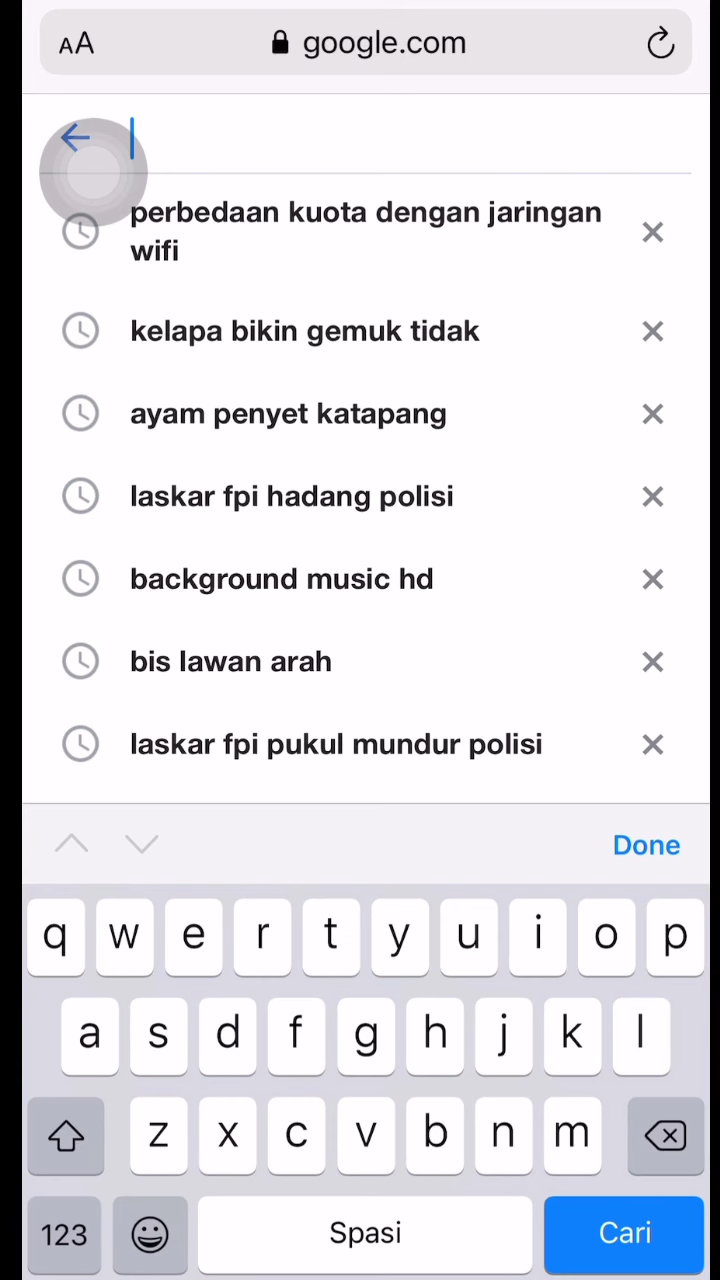 AA google.com
perbedaan kuota dengan jaringan
wifi
kelapa bikin gemuk tidak
ayam penyet katapang
laskar fpi hadang polisi
background music hd
bis lawan arah
laskar fpi pukul mundur polisi
Done
q w e r t y u i o p
a s d f g h j k l
z x c v b n m
123 Spasi Cari